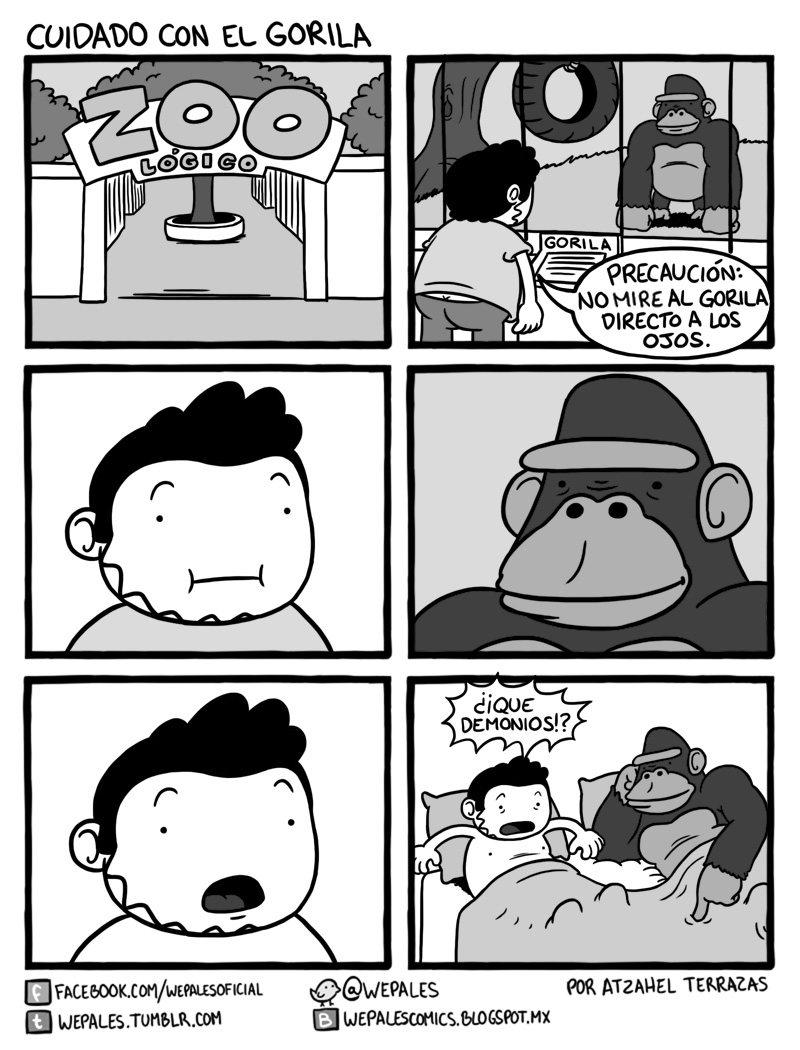 CUIDADO CON EL GORILA
ZOO
LÓGICO
GORILA
PRECAUCIÓN:
NO MIRE AL GORILA
DIRECTO A LOS
OJOS.
¿¡QUE
DEMONIOS!?
f FACEBOOK.COM/WEPALESOFICIAL
@WEPALES
POR ATZAHEL TERRAZAS
t WEPALES.TUMBLR.COM
B WEPALESCOMICS.BLOGSPOT.MX